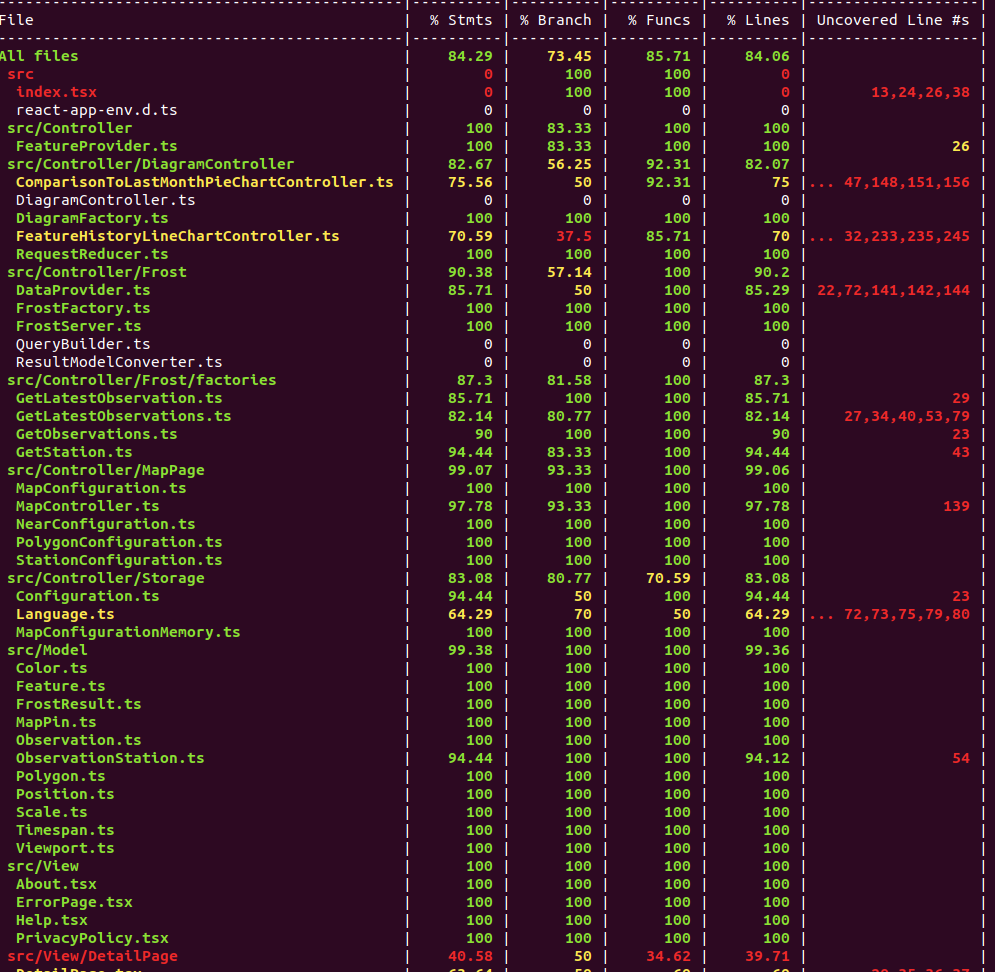 File | % Stmts | % Branch | % Funcs | % Lines | Uncovered Line #s |
All files | 84.29 | 73.45 | 85.71 | 84.06 | |
src | 0 | 100 | 100 | 0 | |
index.tsx | 0 | 100 | 100 | 0 | 13,24,26,38 |
react-app-env.d.ts | 0 | 0 | 0 | 0 | |
src/Controller | 100 | 83.33 | 100 | 100 | |
FeatureProvider.ts | 100 | 83.33 | 100 | 100 | 26 |
src/Controller/DiagramController | 82.67 | 56.25 | 92.31 | 82.07 | |
ComparisonToLastMonthPieChartController.ts | 75.56 | 50 | 92.31 | 75 |... 47,148,151,156 |
DiagramController.ts | 0 | 0 | 0 | 0 | |
DiagramFactory.ts | 100 | 100 | 100 | 100 | |
FeatureHistoryLineChartController.ts | 70.59 | 37.5 | 85.71 | 70 |... 32,233,235,245 |
RequestReducer.ts | 100 | 100 | 100 | 100 | |
src/Controller/Frost | 90.38 | 57.14 | 100 | 90.2 | |
DataProvider.ts | 85.71 | 50 | 100 | 85.29 | 22,72,141,142,144 |
FrostFactory.ts | 100 | 100 | 100 | 100 | |
FrostServer.ts | 100 | 100 | 100 | 100 | |
QueryBuilder.ts | 0 | 0 | 0 | 0 | |
ResultModelConverter.ts | 0 | 0 | 0 | 0 | |
src/Controller/Frost/factories | 87.3 | 81.58 | 100 | 87.3 | |
GetLatestObservation.ts | 85.71 | 100 | 100 | 85.71 | 29 |
GetLatestObservations.ts | 82.14 | 80.77 | 100 | 82.14 | 27,34,40,53,79 |
GetObservations.ts | 90 | 100 | 100 | 90 | 23 |
GetStation.ts | 94.44 | 83.33 | 100 | 94.44 | 43 |
src/Controller/MapPage | 99.07 | 93.33 | 100 | 99.06 | |
MapConfiguration.ts | 100 | 100 | 100 | 100 | |
MapController.ts | 97.78 | 93.33 | 100 | 97.78 | 139 |
NearConfiguration.ts | 100 | 100 | 100 | 100 | |
PolygonConfiguration.ts | 100 | 100 | 100 | 100 | |
StationConfiguration.ts | 100 | 100 | 100 | 100 | |
src/Controller/Storage | 83.08 | 80.77 | 70.59 | 83.08 | |
Configuration.ts | 94.44 | 50 | 100 | 94.44 | 23 |
Language.ts | 64.29 | 70 | 50 | 64.29 |... 72,73,75,79,80 |
MapConfigurationMemory.ts | 100 | 100 | 100 | 100 | |
src/Model | 99.38 | 100 | 100 | 99.36 | |
Color.ts | 100 | 100 | 100 | 100 | |
Feature.ts | 100 | 100 | 100 | 100 | |
FrostResult.ts | 100 | 100 | 100 | 100 | |
MapPin.ts | 100 | 100 | 100 | 100 | |
Observation.ts | 100 | 100 | 100 | 100 | |
ObservationStation.ts | 94.44 | 100 | 100 | 94.12 | 54 |
Polygon.ts | 100 | 100 | 100 | 100 | |
Position.ts | 100 | 100 | 100 | 100 | |
Scale.ts | 100 | 100 | 100 | 100 | |
Timespan.ts | 100 | 100 | 100 | 100 | |
Viewport.ts | 100 | 100 | 100 | 100 | |
src/View | 100 | 100 | 100 | 100 | |
About.tsx | 100 | 100 | 100 | 100 | |
ErrorPage.tsx | 100 | 100 | 100 | 100 | |
Help.tsx | 100 | 100 | 100 | 100 | |
PrivacyPolicy.tsx | 100 | 100 | 100 | 100 | |
src/View/DetailPage | 40.58 | 50 | 34.62 | 39.71 | |